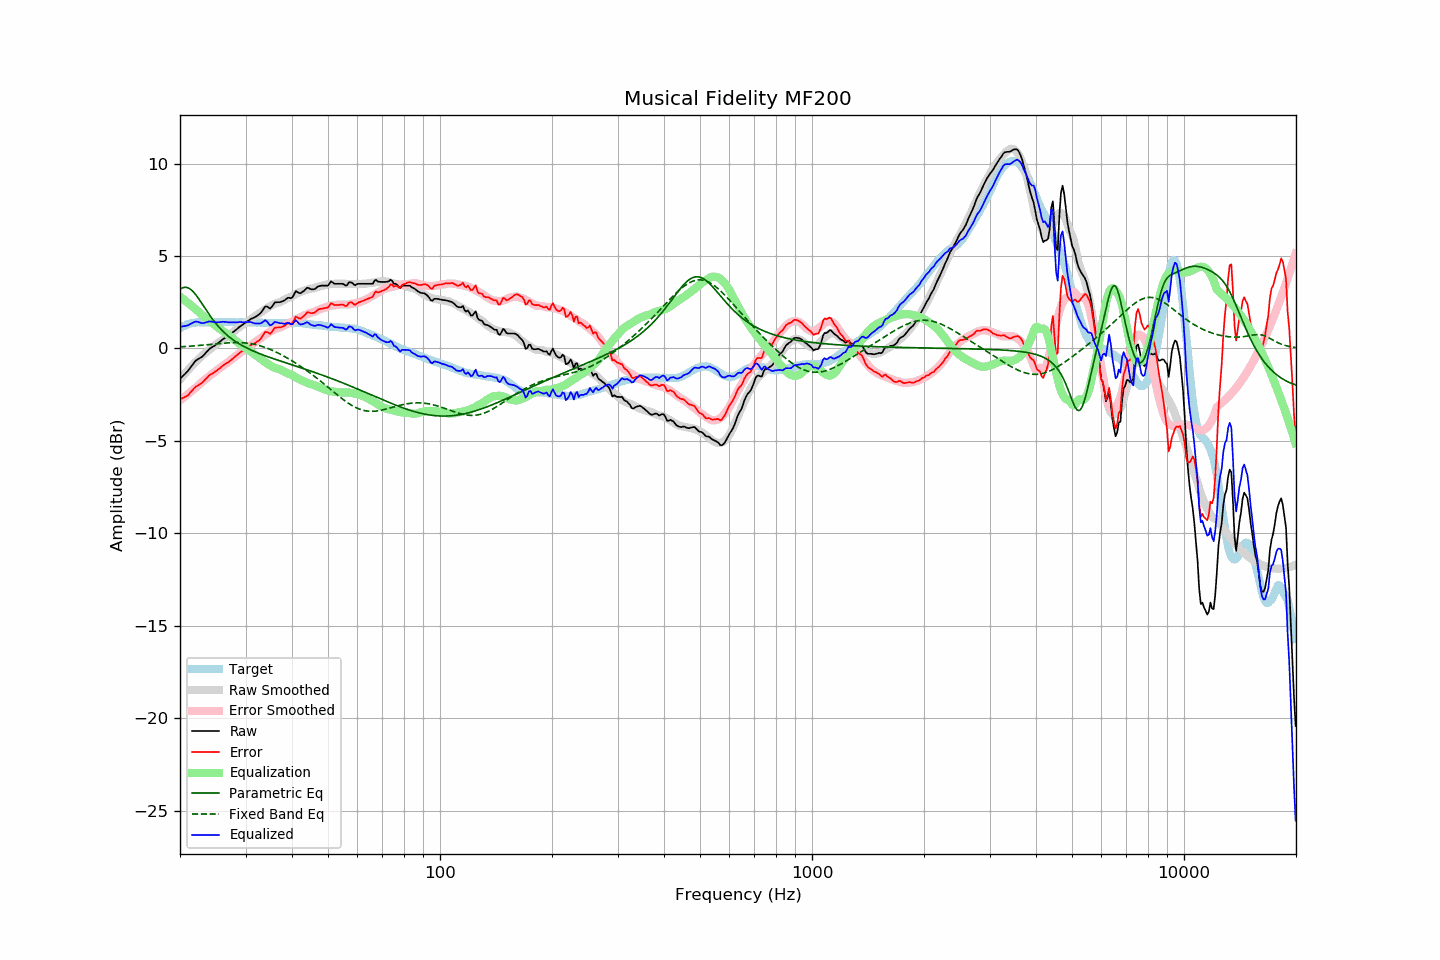 Musical Fidelity MF200
10
5
0
−5
−10
−15
−20
−25
Amplitude (dBr)
Target
Raw Smoothed
Error Smoothed
Raw
Error
Equalization
Parametric Eq
Fixed Band Eq
Equalized
100 1000 10000
Frequency (Hz)